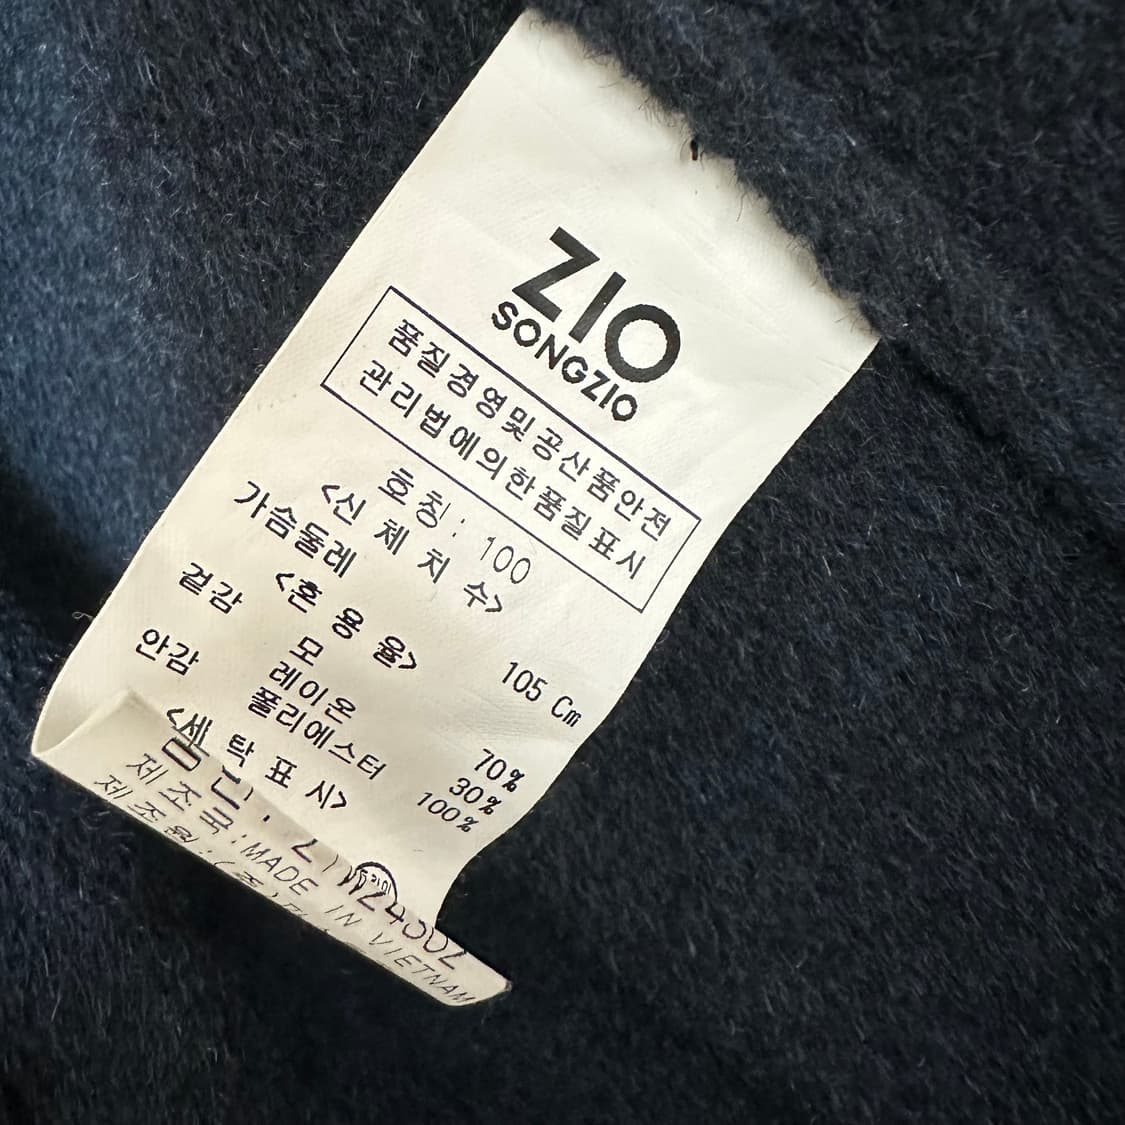 ZIO
SONGZIO
품질경영및공산품안전
관리법에의한품질표시
호칭: 100
<신 체 치 수>
가슴둘레 105 Cm
<혼 용 율>
겉감 모 70%
레이온 30%
안감 폴리에스터 100%
<세 탁 표 시>
제조국:MADE IN VIETNAM
제조원: